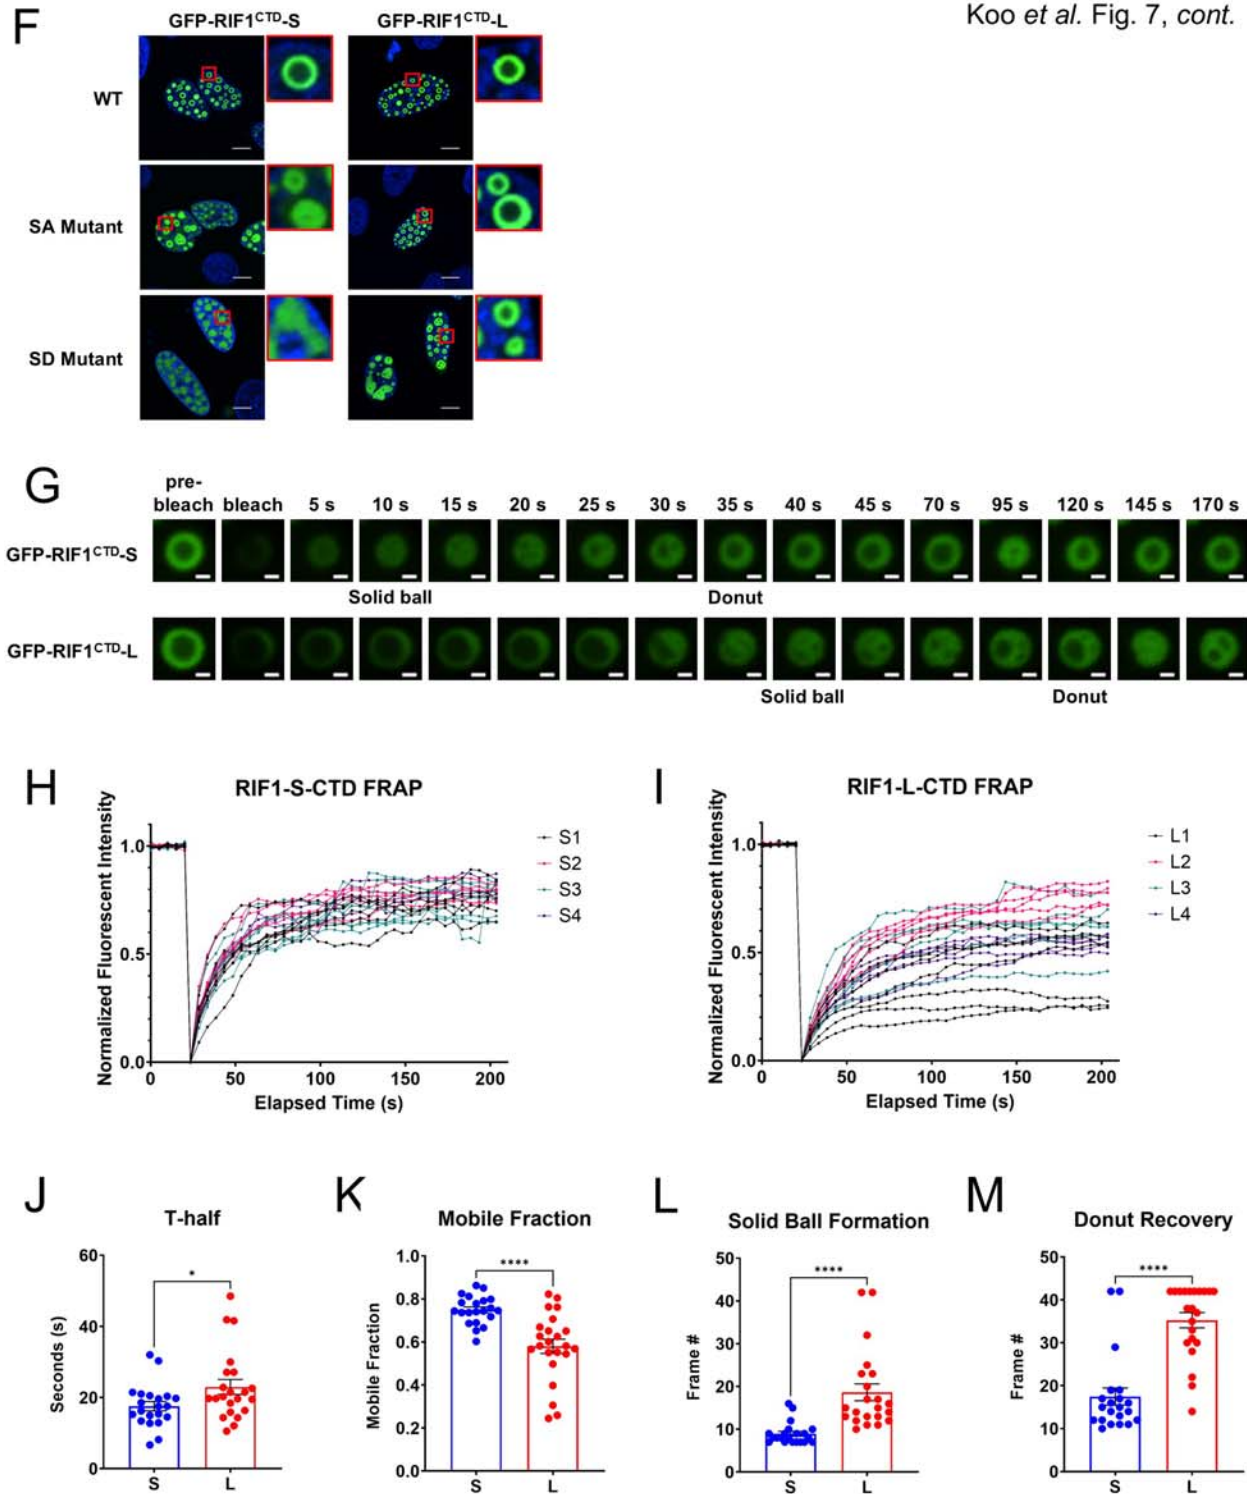 Koo et al. Fig. 7, cont.
F
GFP-RIF1CTD-S GFP-RIF1CTD-L
WT
SA Mutant
SD Mutant
G
pre-
bleach bleach 5 s 10 s 15 s 20 s 25 s 30 s 35 s 40 s 45 s 70 s 95 s 120 s 145 s 170 s
GFP-RIF1CTD-S
Solid ball Donut
GFP-RIF1CTD-L
Solid ball Donut
H
RIF1-S-CTD FRAP
Normalized Fluorescent Intensity
1.0
0.5
0.0
0 50 100 150 200
Elapsed Time (s)
S1
S2
S3
S4
I
RIF1-L-CTD FRAP
Normalized Fluorescent Intensity
1.0
0.5
0.0
0 50 100 150 200
Elapsed Time (s)
L1
L2
L3
L4
J
T-half
Seconds (s)
60
40
20
0
*
S L
K
Mobile Fraction
Mobile Fraction
1.0
0.8
0.6
0.4
0.2
0.0
****
S L
L
Solid Ball Formation
Frame #
50
40
30
20
10
0
****
S L
M
Donut Recovery
Frame #
50
40
30
20
10
0
****
S L